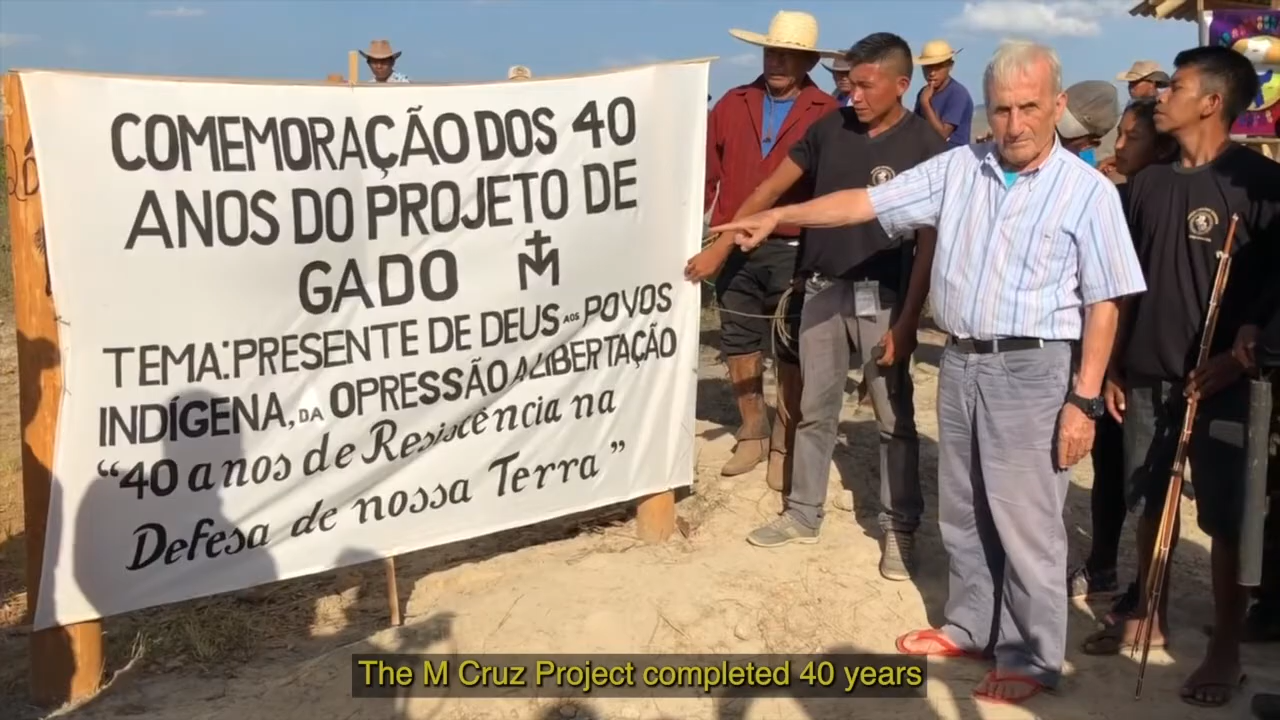 COMEMORAÇÃO DOS 40
ANOS DO PROJETO DE
GADO M
TEMA: PRESENTE DE DEUS AOS POVOS
INDÍGENA, DA OPRESSÃO A LIBERTAÇÃO
"40 anos de Resiscência na
Defesa de nossa Terra"
The M Cruz Project completed 40 years